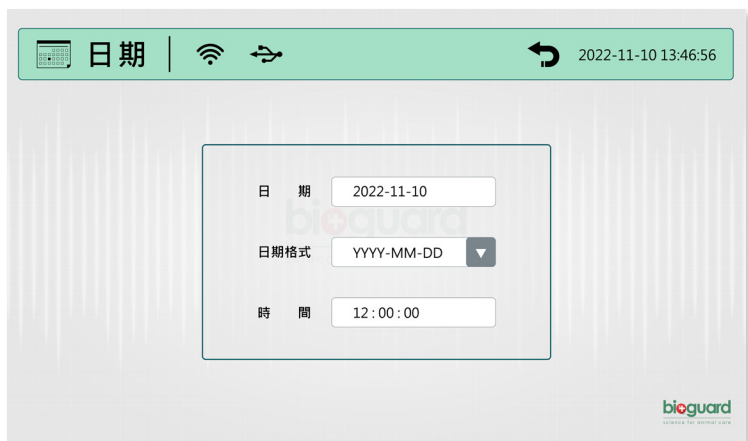 日期 2022-11-10 13:46:56
日 期 2022-11-10
bioguard
日期格式 YYYY-MM-DD
時 間 12:00:00
bioguard
science for animal care